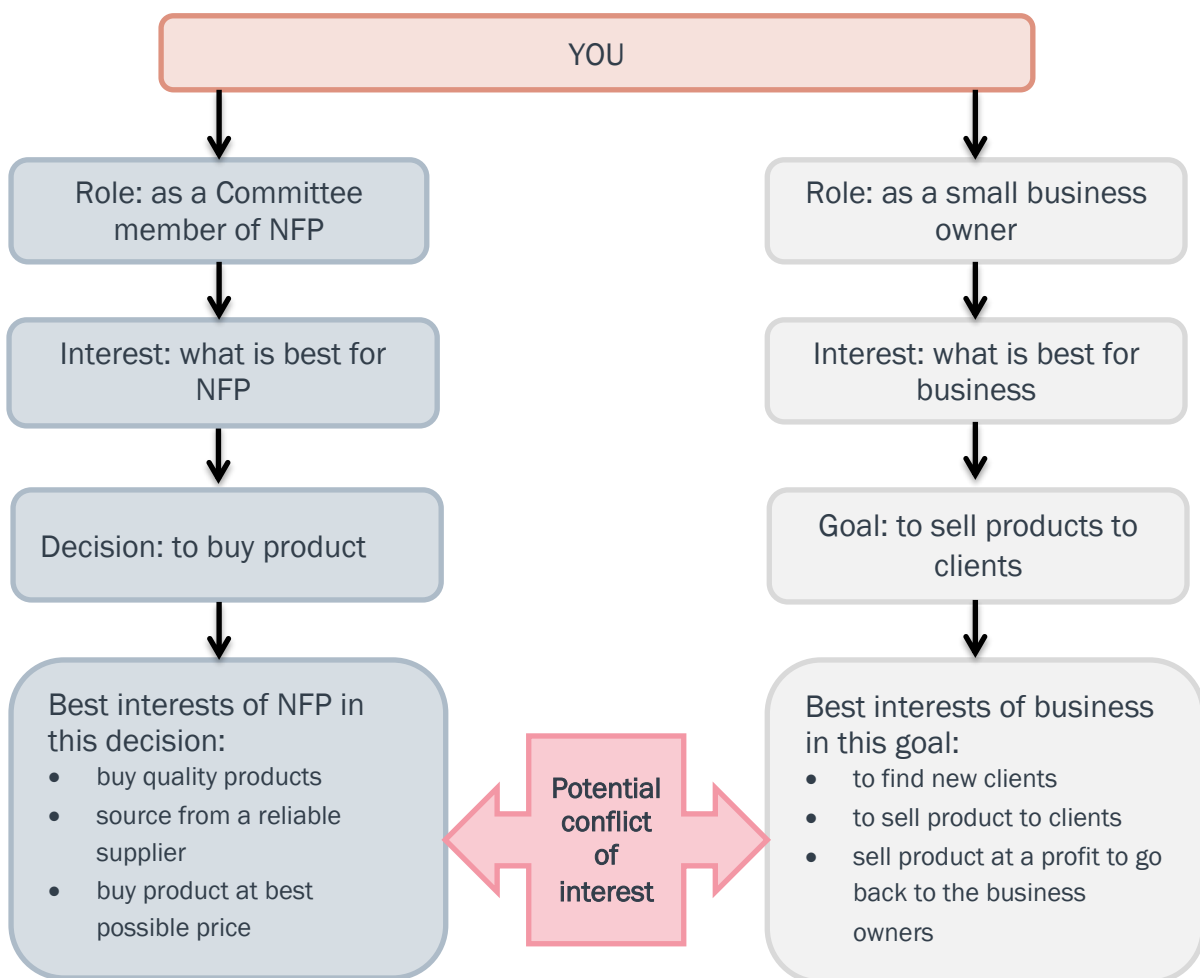 YOU
Role: as a Committee
member of NFP
Role: as a small business
owner
Interest: what is best for
NFP
Interest: what is best for
business
Decision: to buy product
Goal: to sell products to
clients
Best interests of NFP in
this decision:
• buy quality products
• source from a reliable
supplier
• buy product at best
possible price
Potential
conflict
of
interest
Best interests of business
in this goal:
• to find new clients
• to sell product to clients
• sell product at a profit to go
back to the business
owners